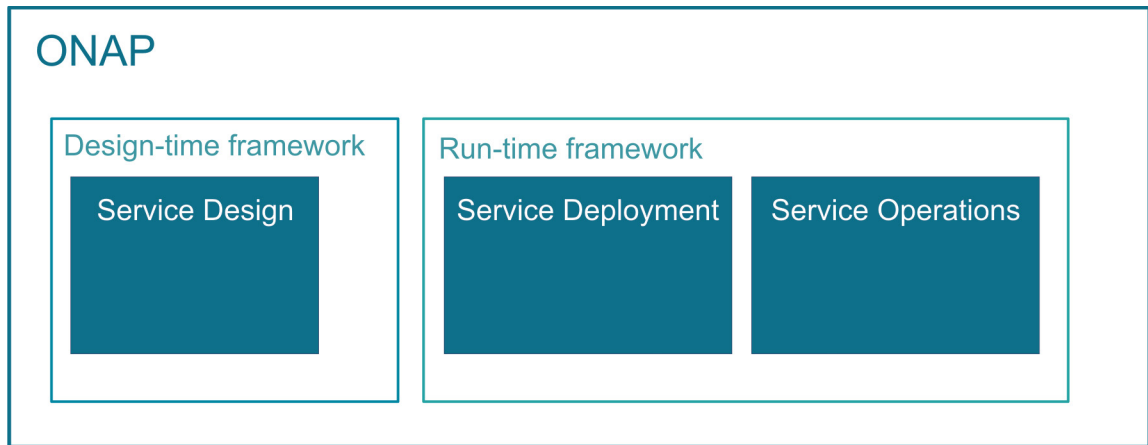 ONAP
Design-time framework
Service Design
Run-time framework
Service Deployment
Service Operations